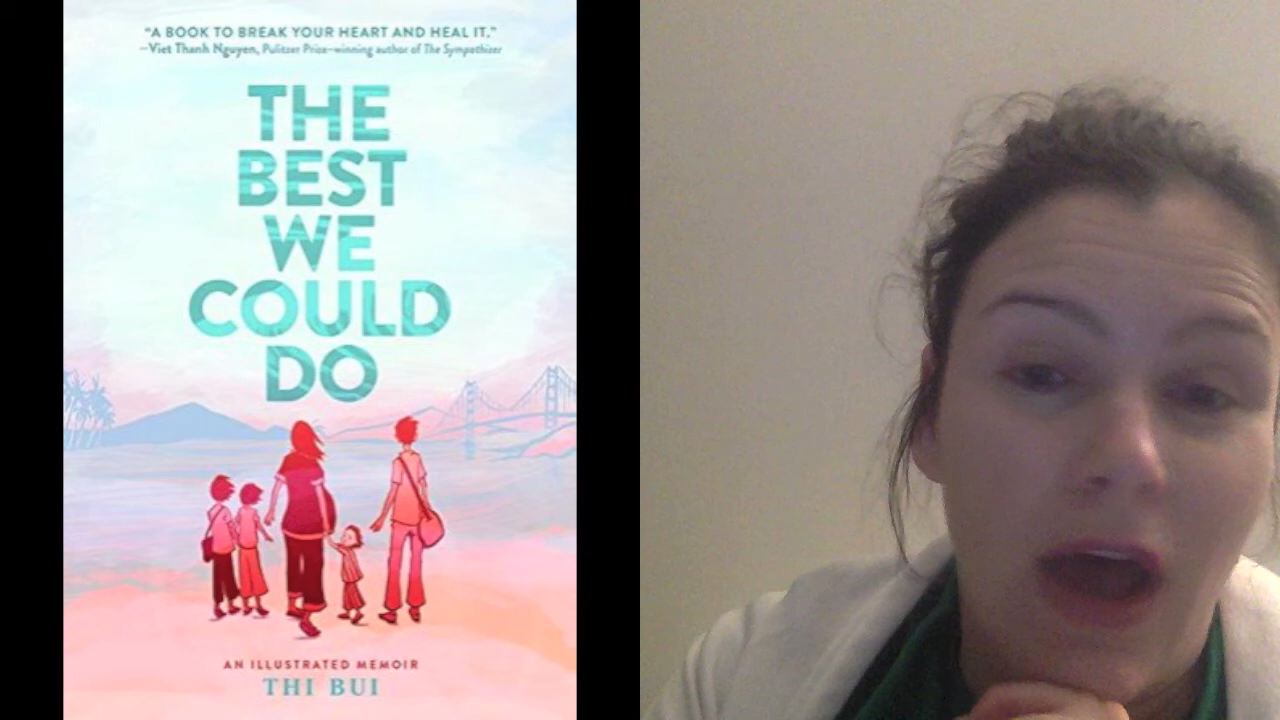 "A BOOK TO BREAK YOUR HEART AND HEAL IT."
—Viet Thanh Nguyen, Pulitzer Prize–winning author of The Sympathizer
THE
BEST
WE
COULD
DO
AN ILLUSTRATED MEMOIR
THI BUI